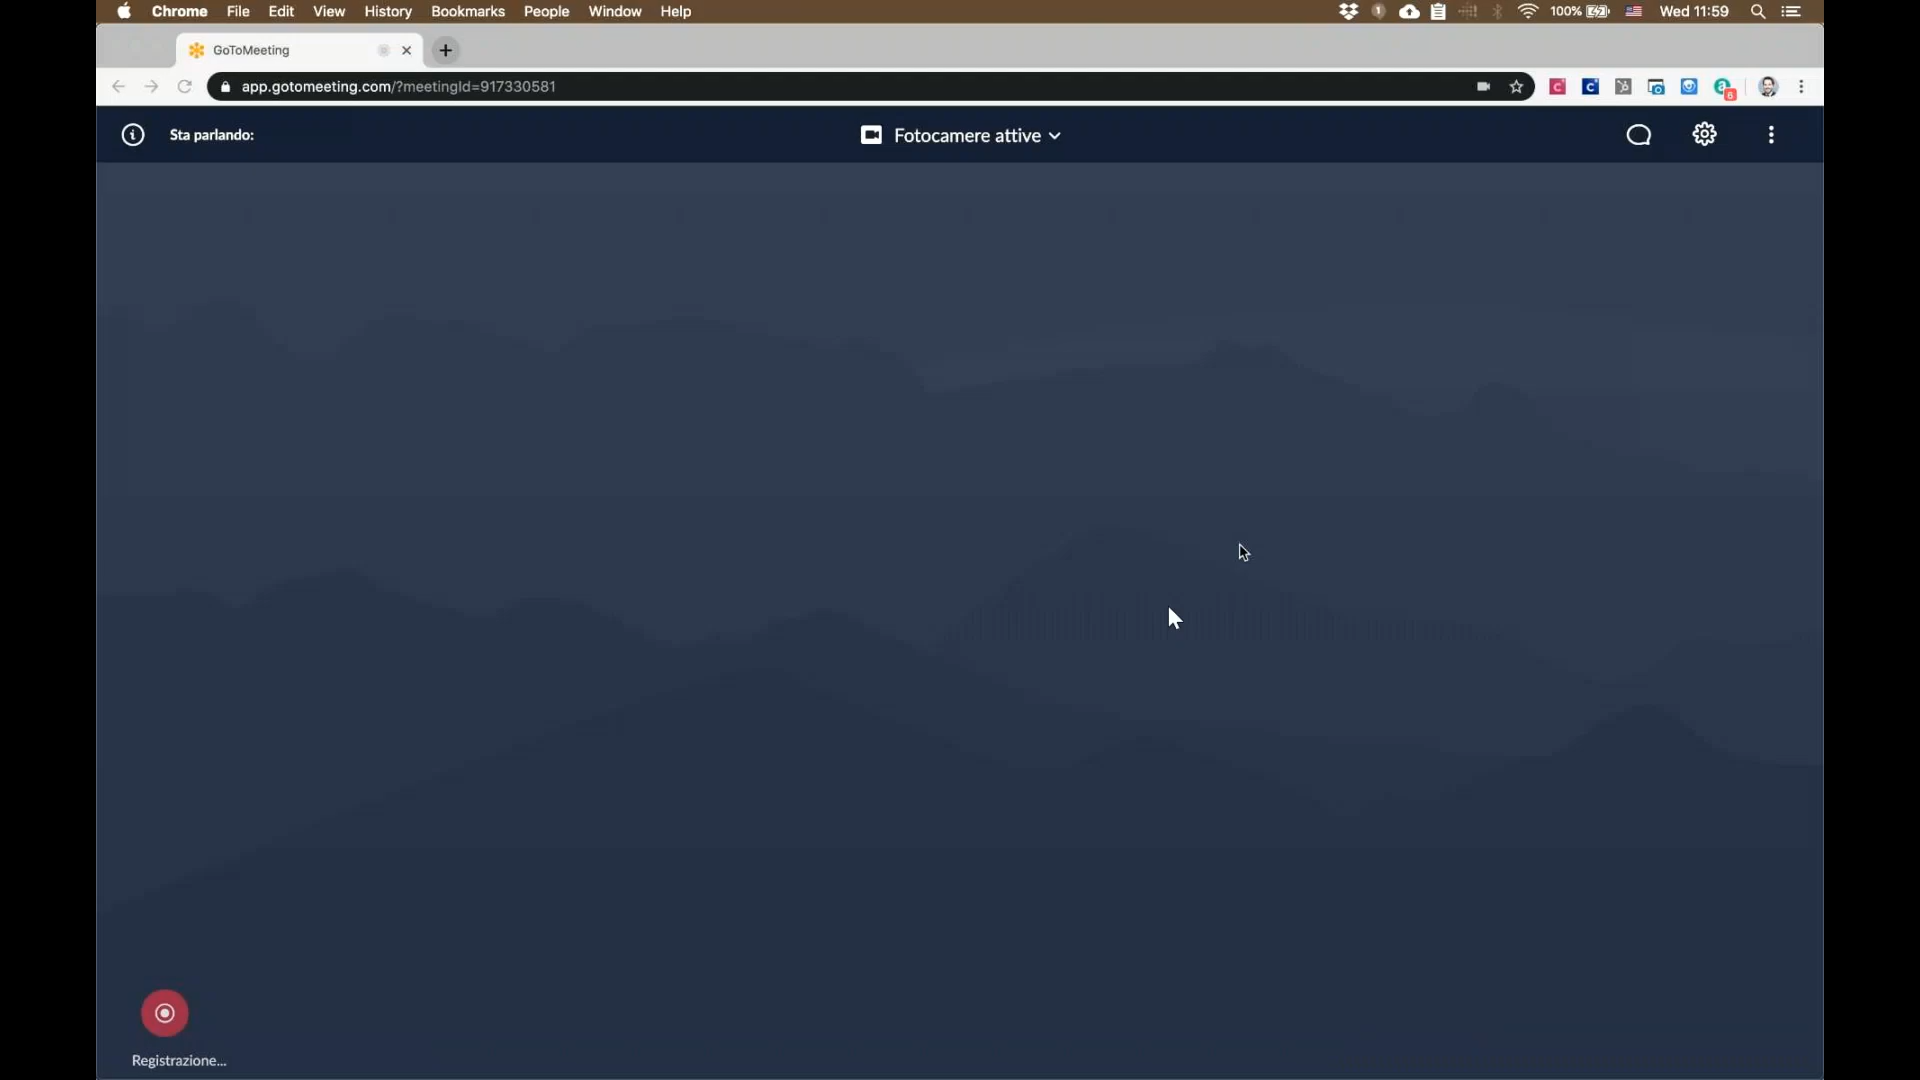 Chrome File Edit View History Bookmarks People Window Help 100% Wed 11:59
GoToMeeting
app.gotomeeting.com/?meetingId=917330581
6
Sta parlando: Fotocamere attive
Registrazione...